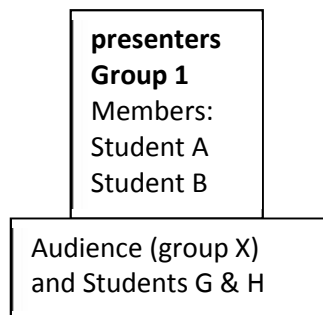 presenters
Group 1
Members:
Student A
Student B
Audience (group X)
and Students G & H